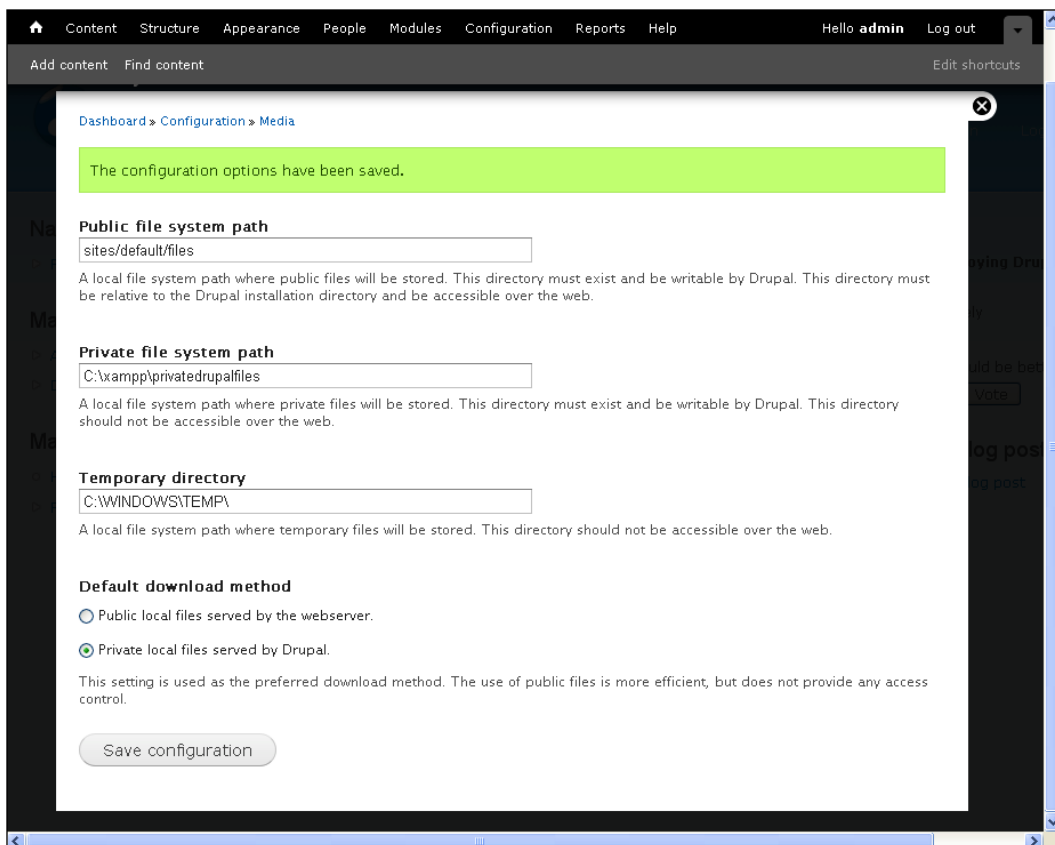 Content Structure Appearance People Modules Configuration Reports Help Hello admin Log out
Add content Find content Edit shortcuts
Dashboard » Configuration » Media
The configuration options have been saved.
Public file system path
sites/default/files
A local file system path where public files will be stored. This directory must exist and be writable by Drupal. This directory must
be relative to the Drupal installation directory and be accessible over the web.
Private file system path
C:\xampp\privatedrupalfiles
A local file system path where private files will be stored. This directory must exist and be writable by Drupal. This directory
should not be accessible over the web.
Temporary directory
C:\WINDOWS\TEMP\
A local file system path where temporary files will be stored. This directory should not be accessible over the web.
Default download method
Public local files served by the webserver.
Private local files served by Drupal.
This setting is used as the preferred download method. The use of public files is more efficient, but does not provide any access
control.
Save configuration
Vote
log post